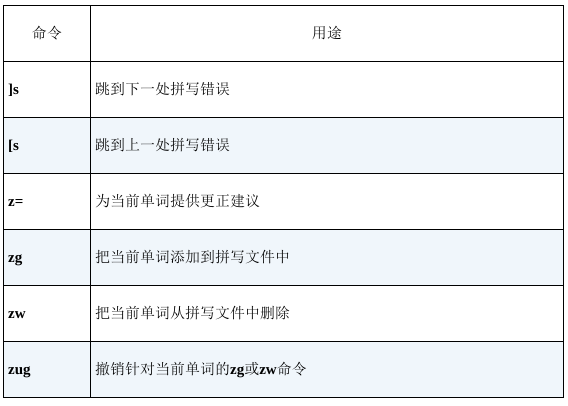 命令 用途
]s 跳到下一处拼写错误
[s 跳到上一处拼写错误
z= 为当前单词提供更正建议
zg 把当前单词添加到拼写文件中
zw 把当前单词从拼写文件中删除
zug 撤销针对当前单词的zg或zw命令